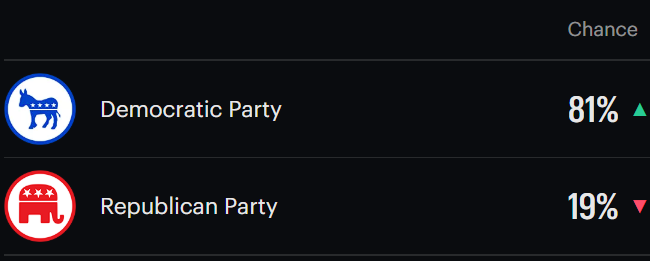 Chance
Democratic Party 81%
Republican Party 19%